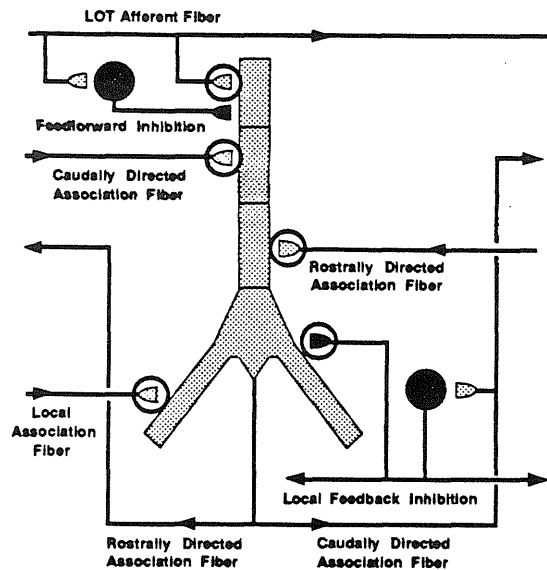 LOT Afferent Fiber
Feedforward Inhibition
Caudally Directed
Association Fiber
Rostrally Directed
Association Fiber
Local
Association
Fiber
Local Feedback Inhibition
Rostrally Directed
Association Fiber
Caudally Directed
Association Fiber